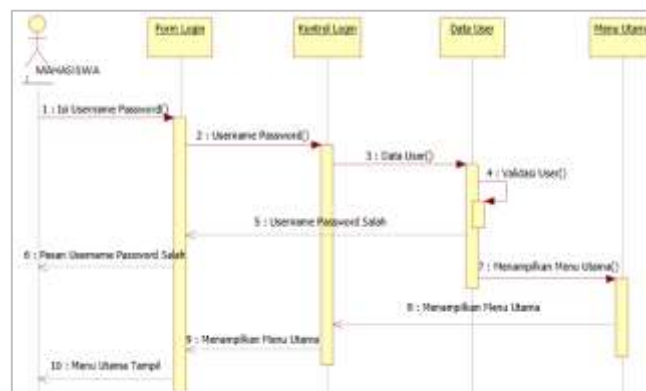 Form Login
Kontrol Login
Data User
Menu Utama
MAHASISWA
1 : Isi Username Password()
2 : Username Password()
3 : Data User()
4 : Validasi User()
5 : Username Password Salah
6 : Pesan Username Password Salah
7 : Menampilkan Menu Utama()
8 : Menampilkan Menu Utama
9 : Menampilkan Menu Utama
10 : Menu Utama Tampil